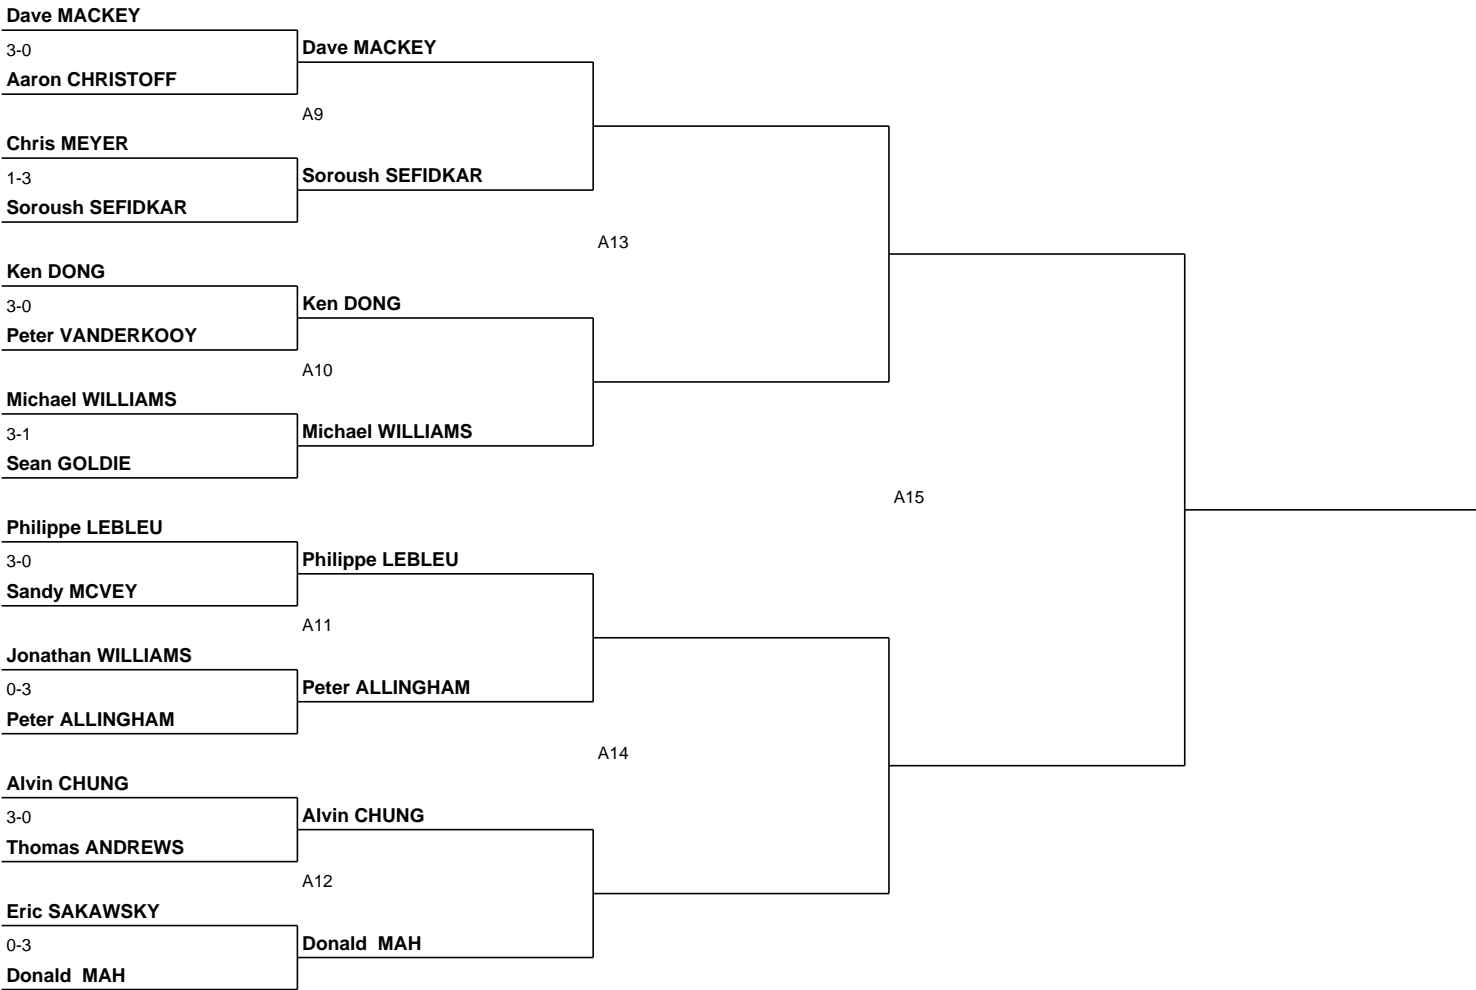 Dave MACKEY
3-0
Dave MACKEY
Aaron CHRISTOFF
A9
Chris MEYER
1-3
Soroush SEFIDKAR
Soroush SEFIDKAR
A13
Ken DONG
3-0
Ken DONG
Peter VANDERKOOY
A10
Michael WILLIAMS
3-1
Michael WILLIAMS
Sean GOLDIE
A15
Philippe LEBLEU
3-0
Philippe LEBLEU
Sandy MCVEY
A11
Jonathan WILLIAMS
0-3
Peter ALLINGHAM
Peter ALLINGHAM
A14
Alvin CHUNG
3-0
Alvin CHUNG
Thomas ANDREWS
A12
Eric SAKAWSKY
0-3
Donald  MAH
Donald  MAH